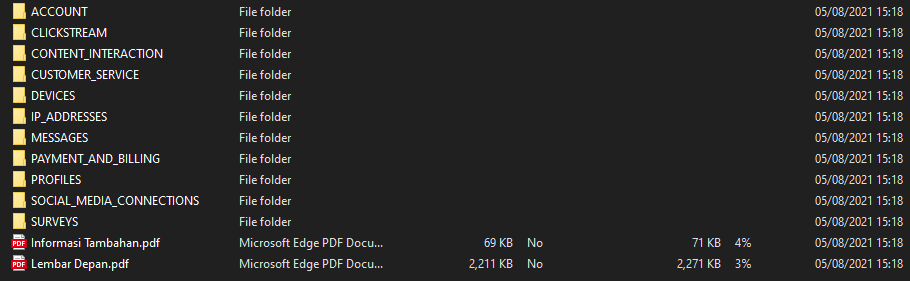 ACCOUNT File folder 05/08/2021 15:18
CLICKSTREAM File folder 05/08/2021 15:18
CONTENT_INTERACTION File folder 05/08/2021 15:18
CUSTOMER_SERVICE File folder 05/08/2021 15:18
DEVICES File folder 05/08/2021 15:18
IP_ADDRESSES File folder 05/08/2021 15:18
MESSAGES File folder 05/08/2021 15:18
PAYMENT_AND_BILLING File folder 05/08/2021 15:18
PROFILES File folder 05/08/2021 15:18
SOCIAL_MEDIA_CONNECTIONS File folder 05/08/2021 15:18
SURVEYS File folder 05/08/2021 15:18
PDF Informasi Tambahan.pdf Microsoft Edge PDF Docu... 69 KB No 71 KB 4% 05/08/2021 15:18
PDF Lembar Depan.pdf Microsoft Edge PDF Docu... 2,211 KB No 2,271 KB 3% 05/08/2021 15:18